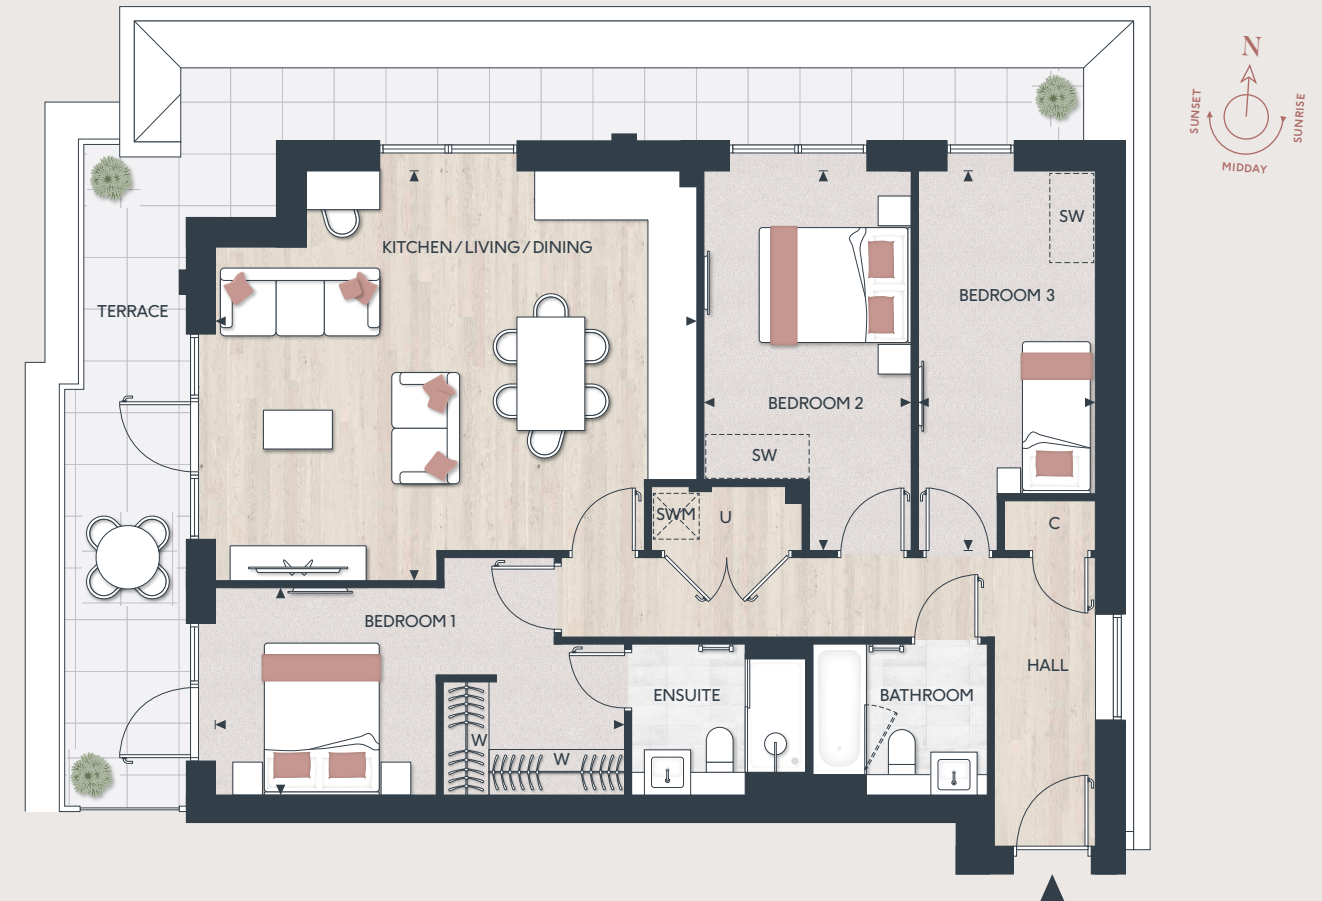 N
SUNSET
SUNRISE
MIDDAY
SW
KITCHEN / LIVING / DINING
BEDROOM 3
TERRACE
BEDROOM 2
SW
SWM
U
C
BEDROOM 1
HALL
ENSUITE
BATHROOM
W
W